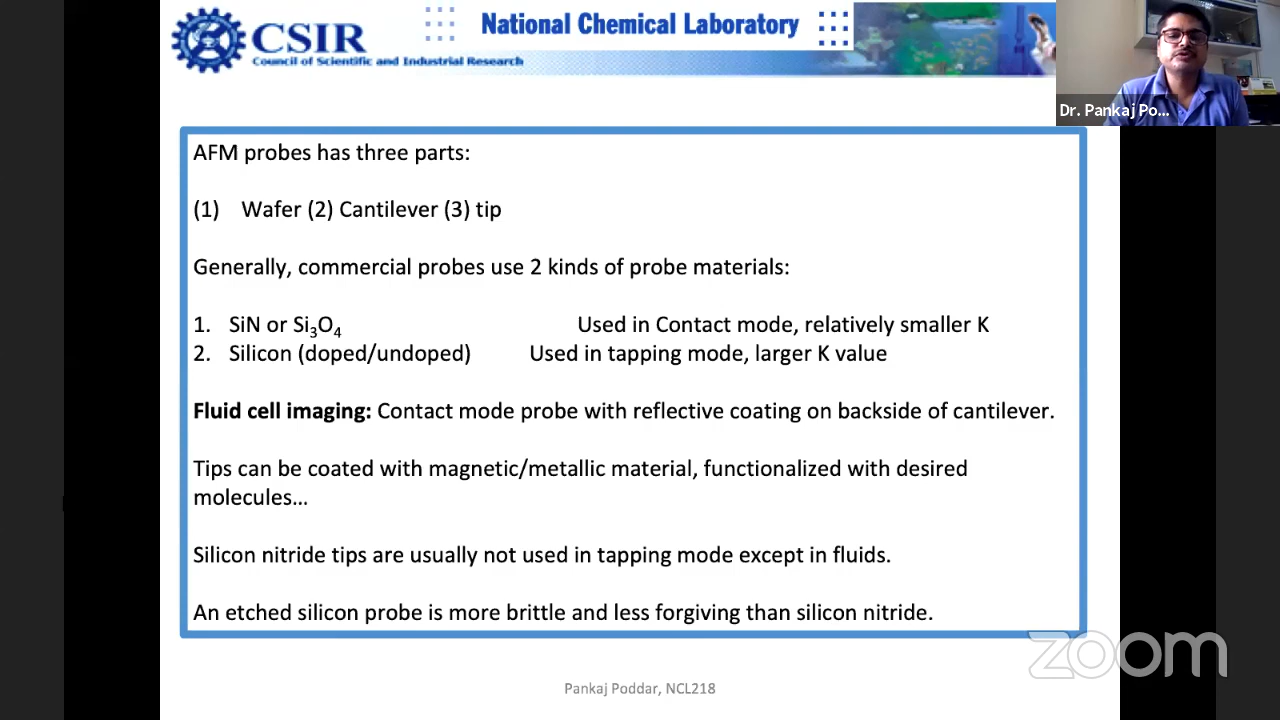 CSIR
Council of Scientific and Industrial Research
National Chemical Laboratory
Dr. Pankaj Po...
AFM probes has three parts:
(1) Wafer (2) Cantilever (3) tip
Generally, commercial probes use 2 kinds of probe materials:
1. SiN or Si₃O₄ Used in Contact mode, relatively smaller K
2. Silicon (doped/undoped) Used in tapping mode, larger K value
Fluid cell imaging: Contact mode probe with reflective coating on backside of cantilever.
Tips can be coated with magnetic/metallic material, functionalized with desired
molecules…
Silicon nitride tips are usually not used in tapping mode except in fluids.
An etched silicon probe is more brittle and less forgiving than silicon nitride.
zoom
Pankaj Poddar, NCL218